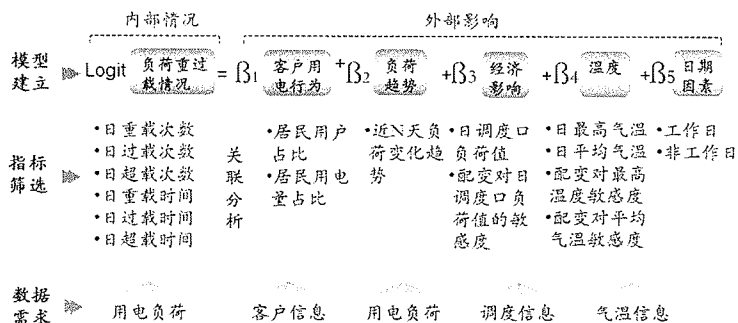 内部情况 外部影响
模型建立 Logit 负荷重过载情况 = ß1 客户用电行为 +ß2 负荷趋势 +ß3 经济影响 +ß4 温度 +ß5 日期因素
指标筛选
•日重载次数
•日过载次数
•日超载次数
•日重载时间
•日过载时间
•日超载时间
关联分析
•居民用户
占比
•居民用电
量占比
•近N天负
荷变化趋
势
•日调度口
负荷值
•配变对日
调度口负
荷值的敏
感度
•日最高气温
•日平均气温
•配变对最高
温度敏感度
•配变对平均
气温敏感度
•工作日
•非工作日
数据需求 用电负荷 客户信息 用电负荷 调度信息 气温信息